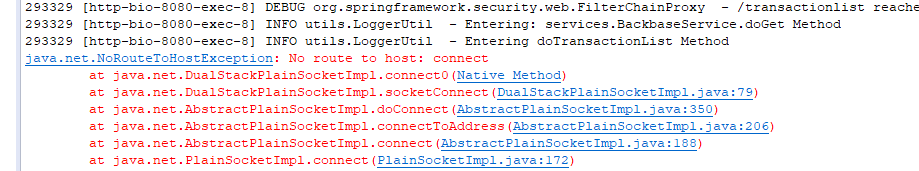 293329 [http-bio-8080-exec-8] DEBUG org.springframework.security.web.FilterChainProxy  - /transactionlist reache
293329 [http-bio-8080-exec-8] INFO utils.LoggerUtil  - Entering: services.BackbaseService.doGet Method
293329 [http-bio-8080-exec-8] INFO utils.LoggerUtil  - Entering doTransactionList Method
java.net.NoRouteToHostException: No route to host: connect
at java.net.DualStackPlainSocketImpl.connect0(Native Method)
at java.net.DualStackPlainSocketImpl.socketConnect(DualStackPlainSocketImpl.java:79)
at java.net.AbstractPlainSocketImpl.doConnect(AbstractPlainSocketImpl.java:350)
at java.net.AbstractPlainSocketImpl.connectToAddress(AbstractPlainSocketImpl.java:206)
at java.net.AbstractPlainSocketImpl.connect(AbstractPlainSocketImpl.java:188)
at java.net.PlainSocketImpl.connect(PlainSocketImpl.java:172)